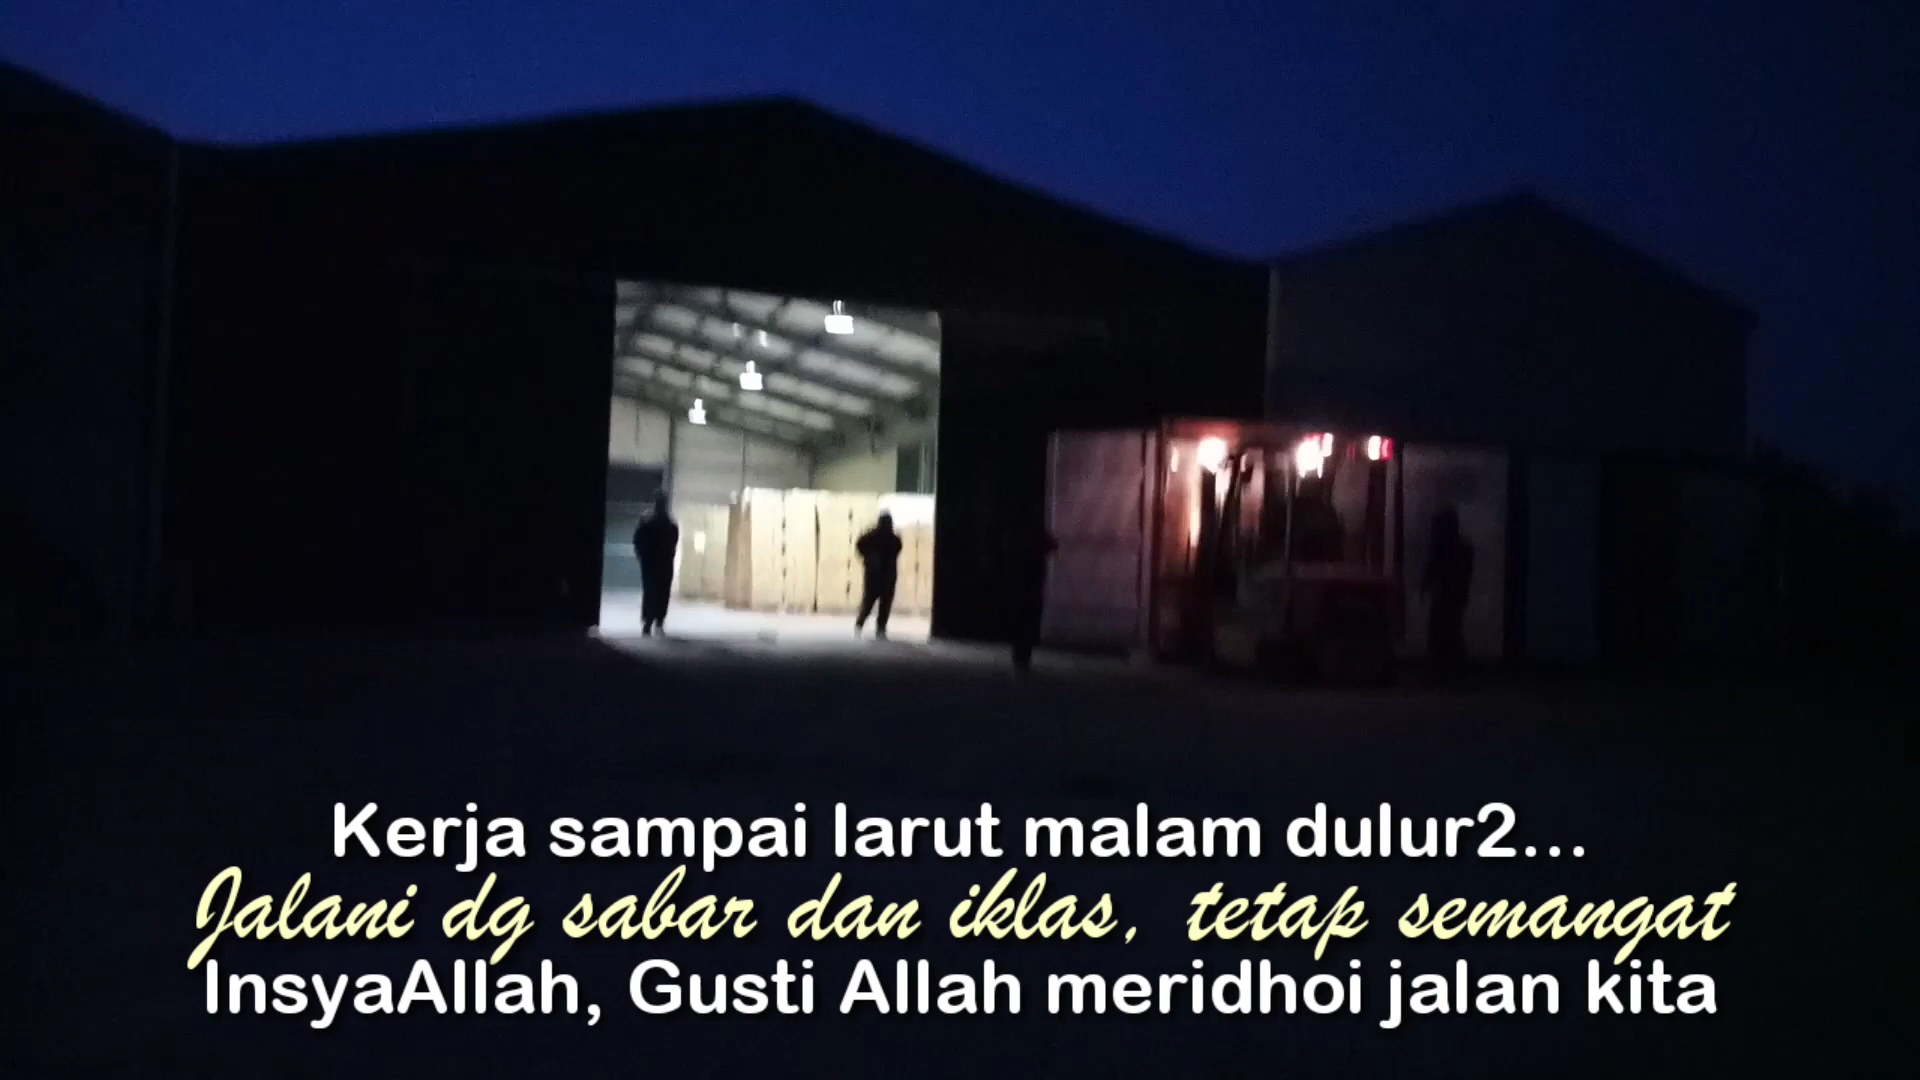 Kerja sampai larut malam dulur2...
Jalani dg sabar dan iklas, tetap semangat
InsyaAllah, Gusti Allah meridhoi jalan kita